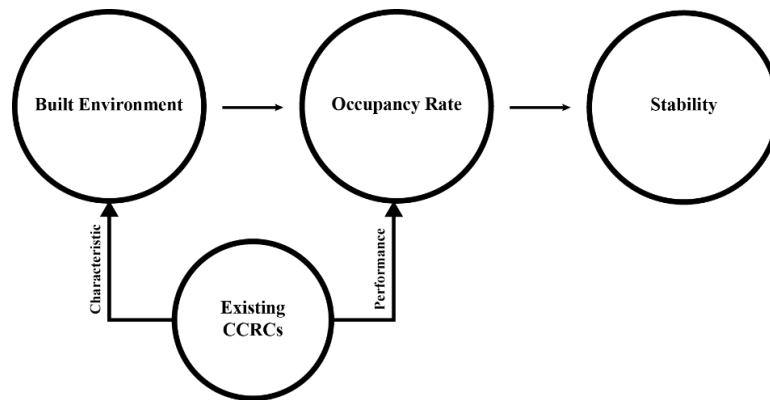 Built Environment
Occupancy Rate
Stability
Characteristic
Performance
Existing
CCRCs